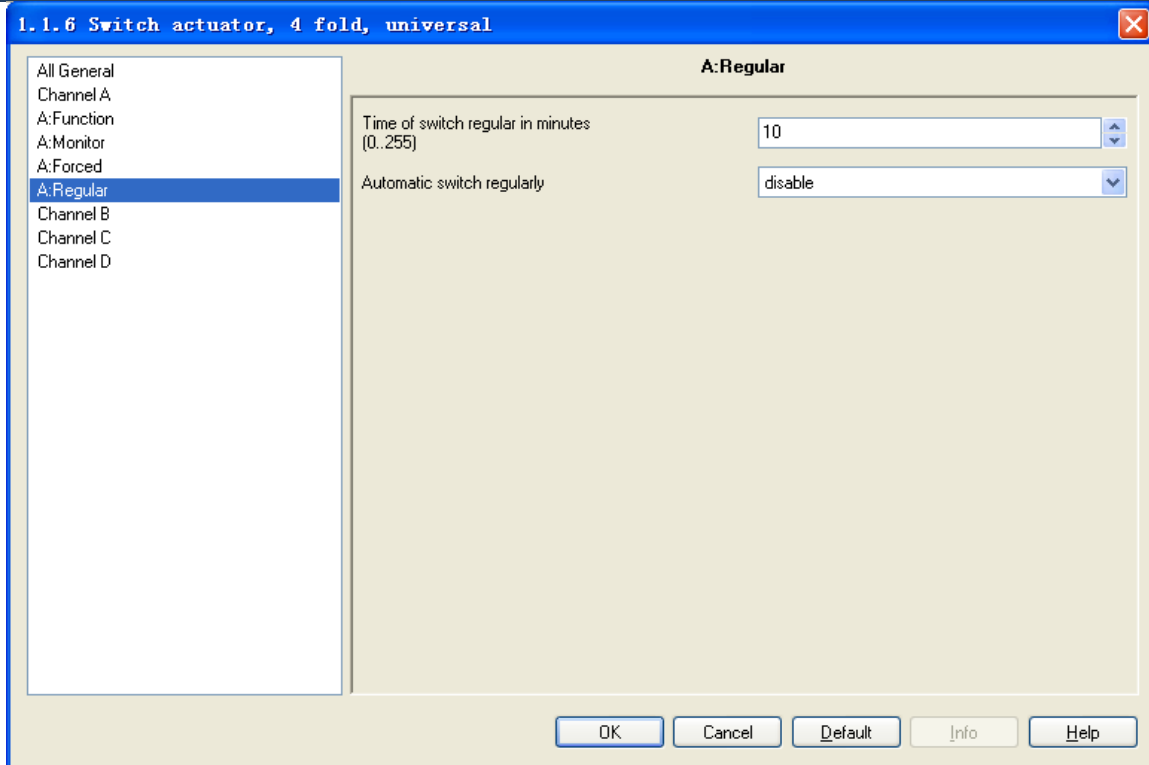 1.1.6 Switch actuator, 4 fold, universal
All General
Channel A
A:Function
A:Monitor
A:Forced
A:Regular
Channel B
Channel C
Channel D
A:Regular
Time of switch regular in minutes
(0..255)
10
Automatic switch regularly
disable
OK
Cancel
Default
Info
Help